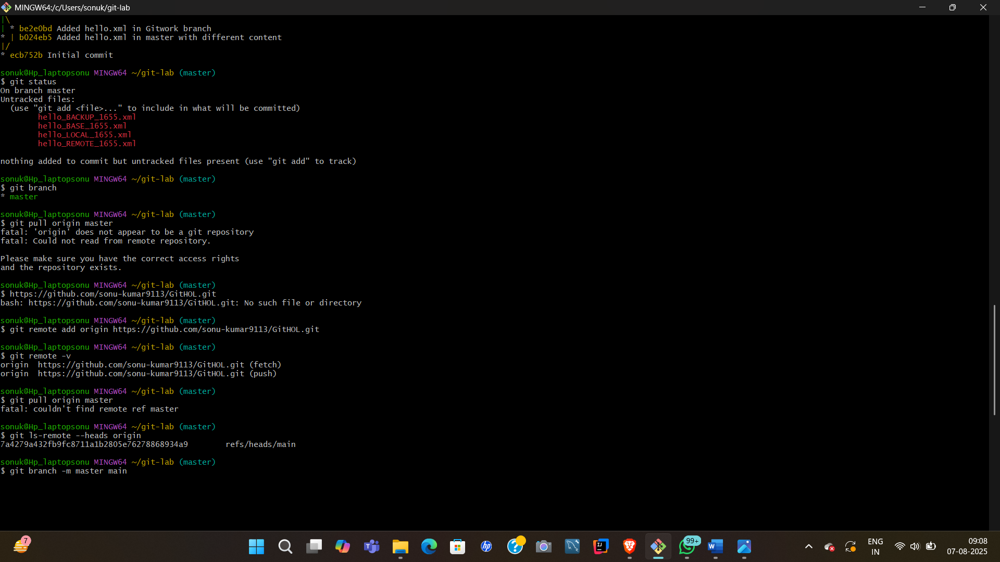 MINGW64:/c/Users/sonuk/git-lab
|\
| * be2e0bd Added hello.xml in Gitwork branch
* | b024eb5 Added hello.xml in master with different content
|/
* ecb752b Initial commit
sonuk@Hp_laptopsonu MINGW64 ~/git-lab (master)
$ git status
On branch master
Untracked files:
  (use "git add <file>..." to include in what will be committed)
        hello_BACKUP_1655.xml
        hello_BASE_1655.xml
        hello_LOCAL_1655.xml
        hello_REMOTE_1655.xml
nothing added to commit but untracked files present (use "git add" to track)
sonuk@Hp_laptopsonu MINGW64 ~/git-lab (master)
$ git branch
* master
sonuk@Hp_laptopsonu MINGW64 ~/git-lab (master)
$ git pull origin master
fatal: 'origin' does not appear to be a git repository
fatal: Could not read from remote repository.
Please make sure you have the correct access rights
and the repository exists.
sonuk@Hp_laptopsonu MINGW64 ~/git-lab (master)
$ https://github.com/sonu-kumar9113/GitHOL.git
bash: https://github.com/sonu-kumar9113/GitHOL.git: No such file or directory
sonuk@Hp_laptopsonu MINGW64 ~/git-lab (master)
$ git remote add origin https://github.com/sonu-kumar9113/GitHOL.git
sonuk@Hp_laptopsonu MINGW64 ~/git-lab (master)
$ git remote -v
origin  https://github.com/sonu-kumar9113/GitHOL.git (fetch)
origin  https://github.com/sonu-kumar9113/GitHOL.git (push)
sonuk@Hp_laptopsonu MINGW64 ~/git-lab (master)
$ git pull origin master
fatal: couldn't find remote ref master
sonuk@Hp_laptopsonu MINGW64 ~/git-lab (master)
$ git ls-remote --heads origin
7a4279a432fb9fc8711a1b2805e76278868934a9        refs/heads/main
sonuk@Hp_laptopsonu MINGW64 ~/git-lab (master)
$ git branch -m master main
7
T
hp
?
IJ
99+
W
ENG
IN
09:08
07-08-2025